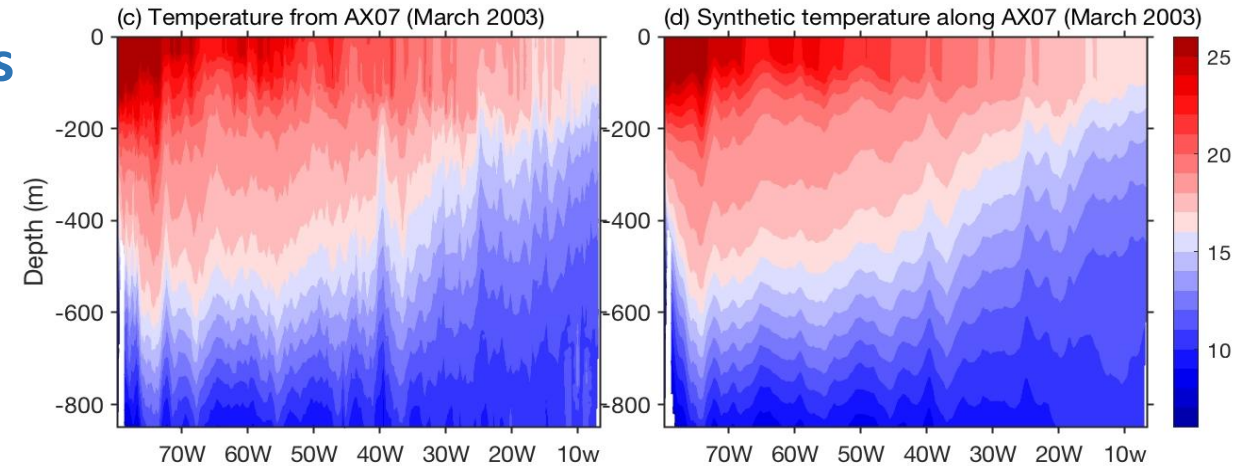 s
(c) Temperature from AX07 (March 2003)
(d) Synthetic temperature along AX07 (March 2003)
Depth (m)
0
-200
-400
-600
-800
70W 60W 50W 40W 30W 20W 10w
0
-200
-400
-600
-800
70W 60W 50W 40W 30W 20W 10w
25
20
15
10